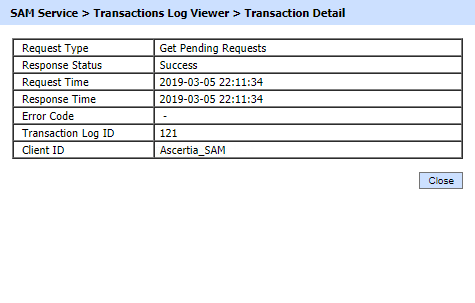 SAM Service > Transactions Log Viewer > Transaction Detail
Request Type Get Pending Requests
Response Status Success
Request Time 2019-03-05 22:11:34
Response Time 2019-03-05 22:11:34
Error Code -
Transaction Log ID 121
Client ID Ascertia_SAM
Close